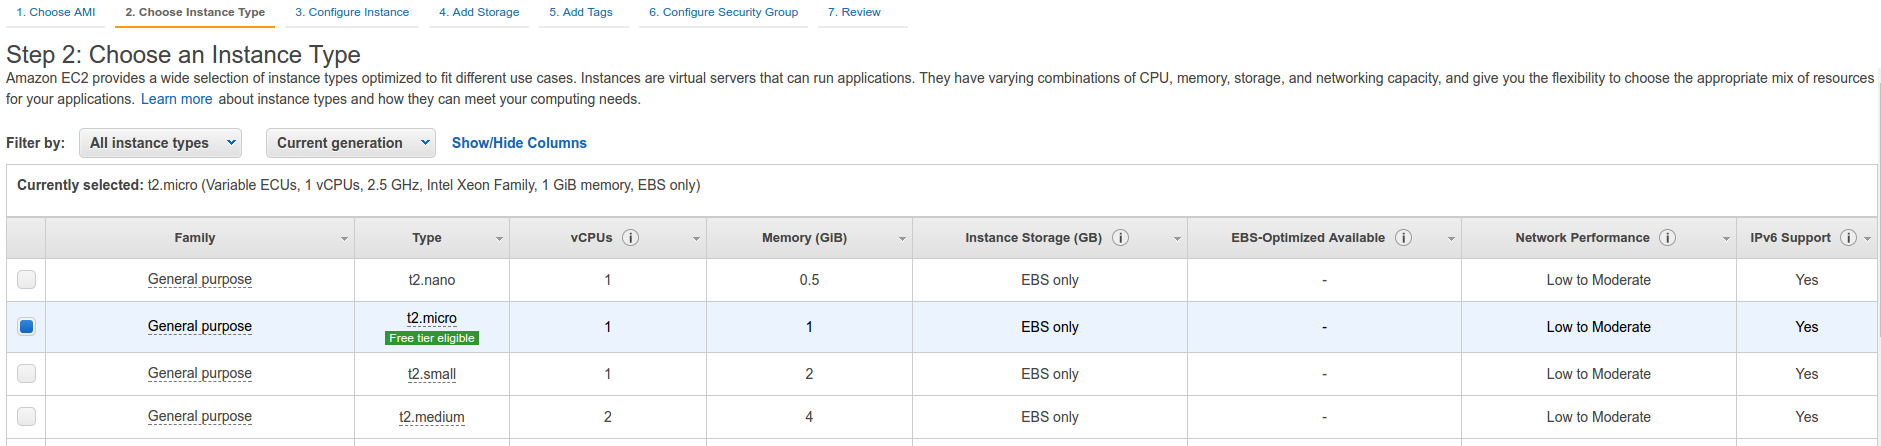 1. Choose AMI 2. Choose Instance Type 3. Configure Instance 4. Add Storage 5. Add Tags 6. Configure Security Group 7. Review
Step 2: Choose an Instance Type
Amazon EC2 provides a wide selection of instance types optimized to fit different use cases. Instances are virtual servers that can run applications. They have varying combinations of CPU, memory, storage, and networking capacity, and give you the flexibility to choose the appropriate mix of resources
for your applications. Learn more about instance types and how they can meet your computing needs.
Filter by: All instance types Current generation Show/Hide Columns
Currently selected: t2.micro (Variable ECUs, 1 vCPUs, 2.5 GHz, Intel Xeon Family, 1 GiB memory, EBS only)
Family Type vCPUs i Memory (GiB) Instance Storage (GB) i EBS-Optimized Available i Network Performance i IPv6 Support i
General purpose t2.nano 1 0.5 EBS only - Low to Moderate Yes
General purpose t2.micro 1 1 EBS only - Low to Moderate Yes
Free tier eligible
General purpose t2.small 1 2 EBS only - Low to Moderate Yes
General purpose t2.medium 2 4 EBS only - Low to Moderate Yes